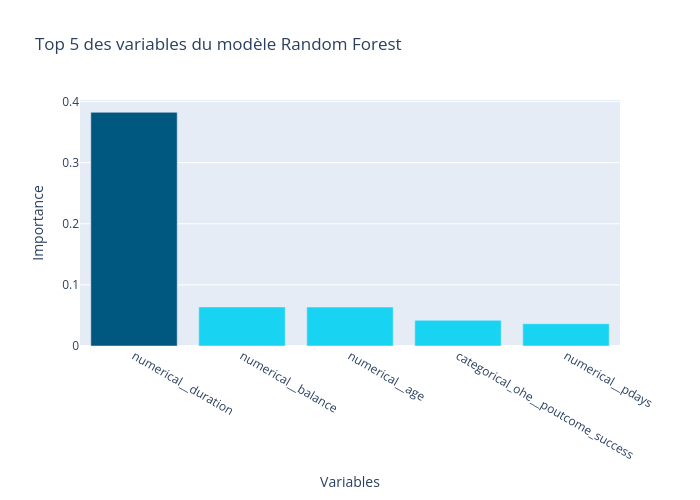 Top 5 des variables du modèle Random Forest
0.4
0.3
0.2
0.1
0
Importance
numerical__duration
numerical__balance
numerical__age
categorical_ohe__poutcome_success
numerical__pdays
Variables